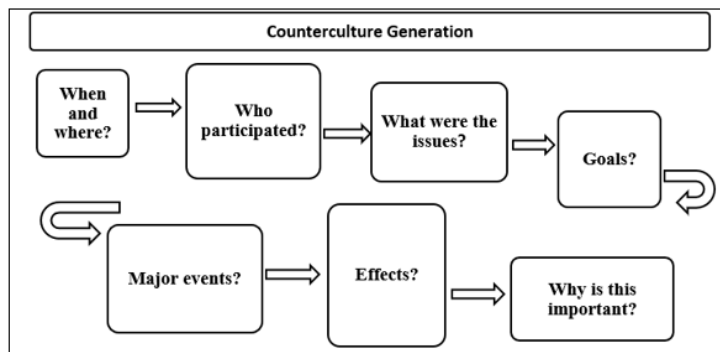 Counterculture Generation
When
and
where?
Who
participated?
What were the
issues?
Goals?
Major events?
Effects?
Why is this
important?